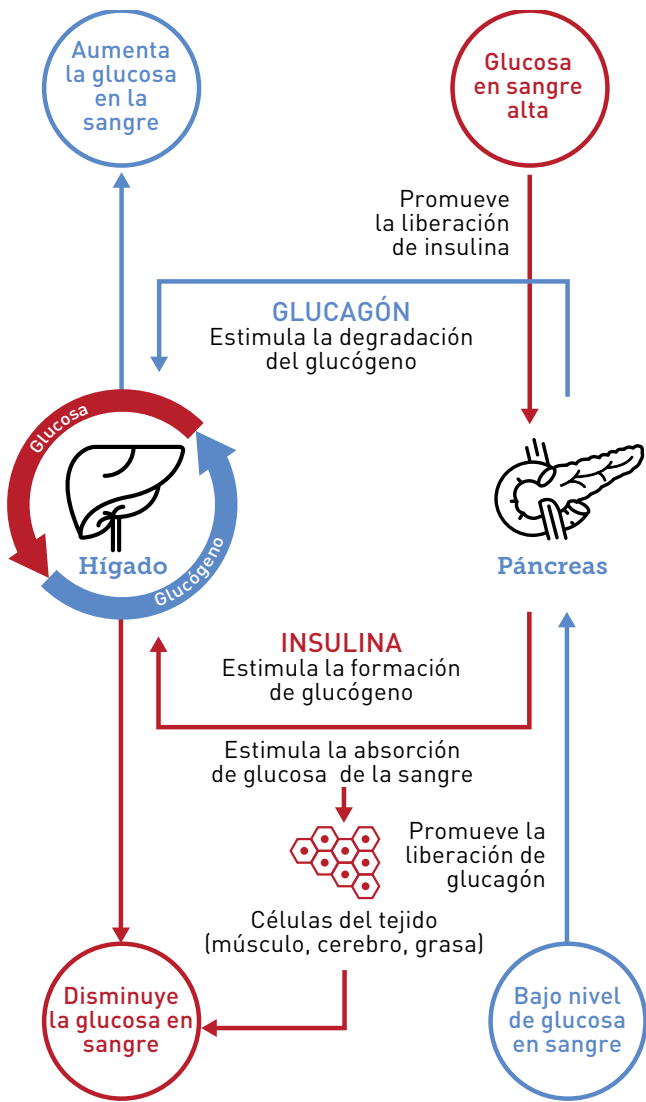 Aumenta
la glucosa
en la
sangre
Glucosa
en sangre
alta
Promueve
la liberación
de insulina
GLUCAGÓN
Estimula la degradación
del glucógeno
Glucosa
Hígado
Glucógeno
Páncreas
INSULINA
Estimula la formación
de glucógeno
Estimula la absorción
de glucosa de la sangre
Promueve la
liberación de
glucagón
Células del tejido
(músculo, cerebro, grasa)
Disminuye
la glucosa en
sangre
Bajo nivel
de glucosa
en sangre